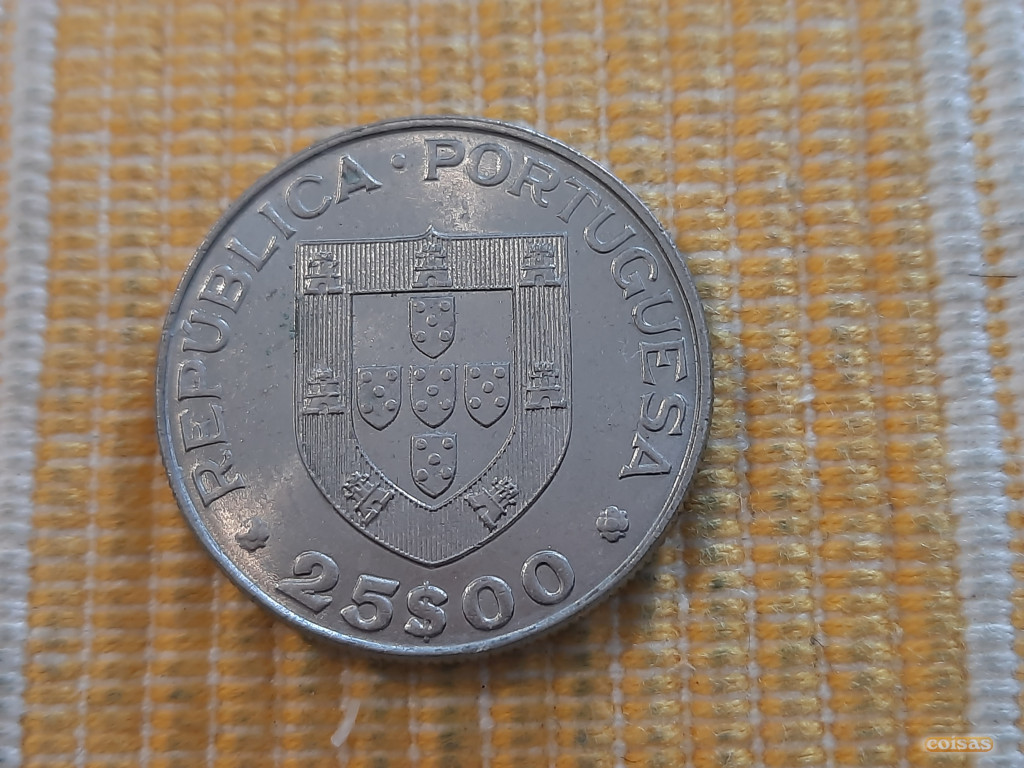 REPÚBLICA · PORTUGUESA
25$00
coisas